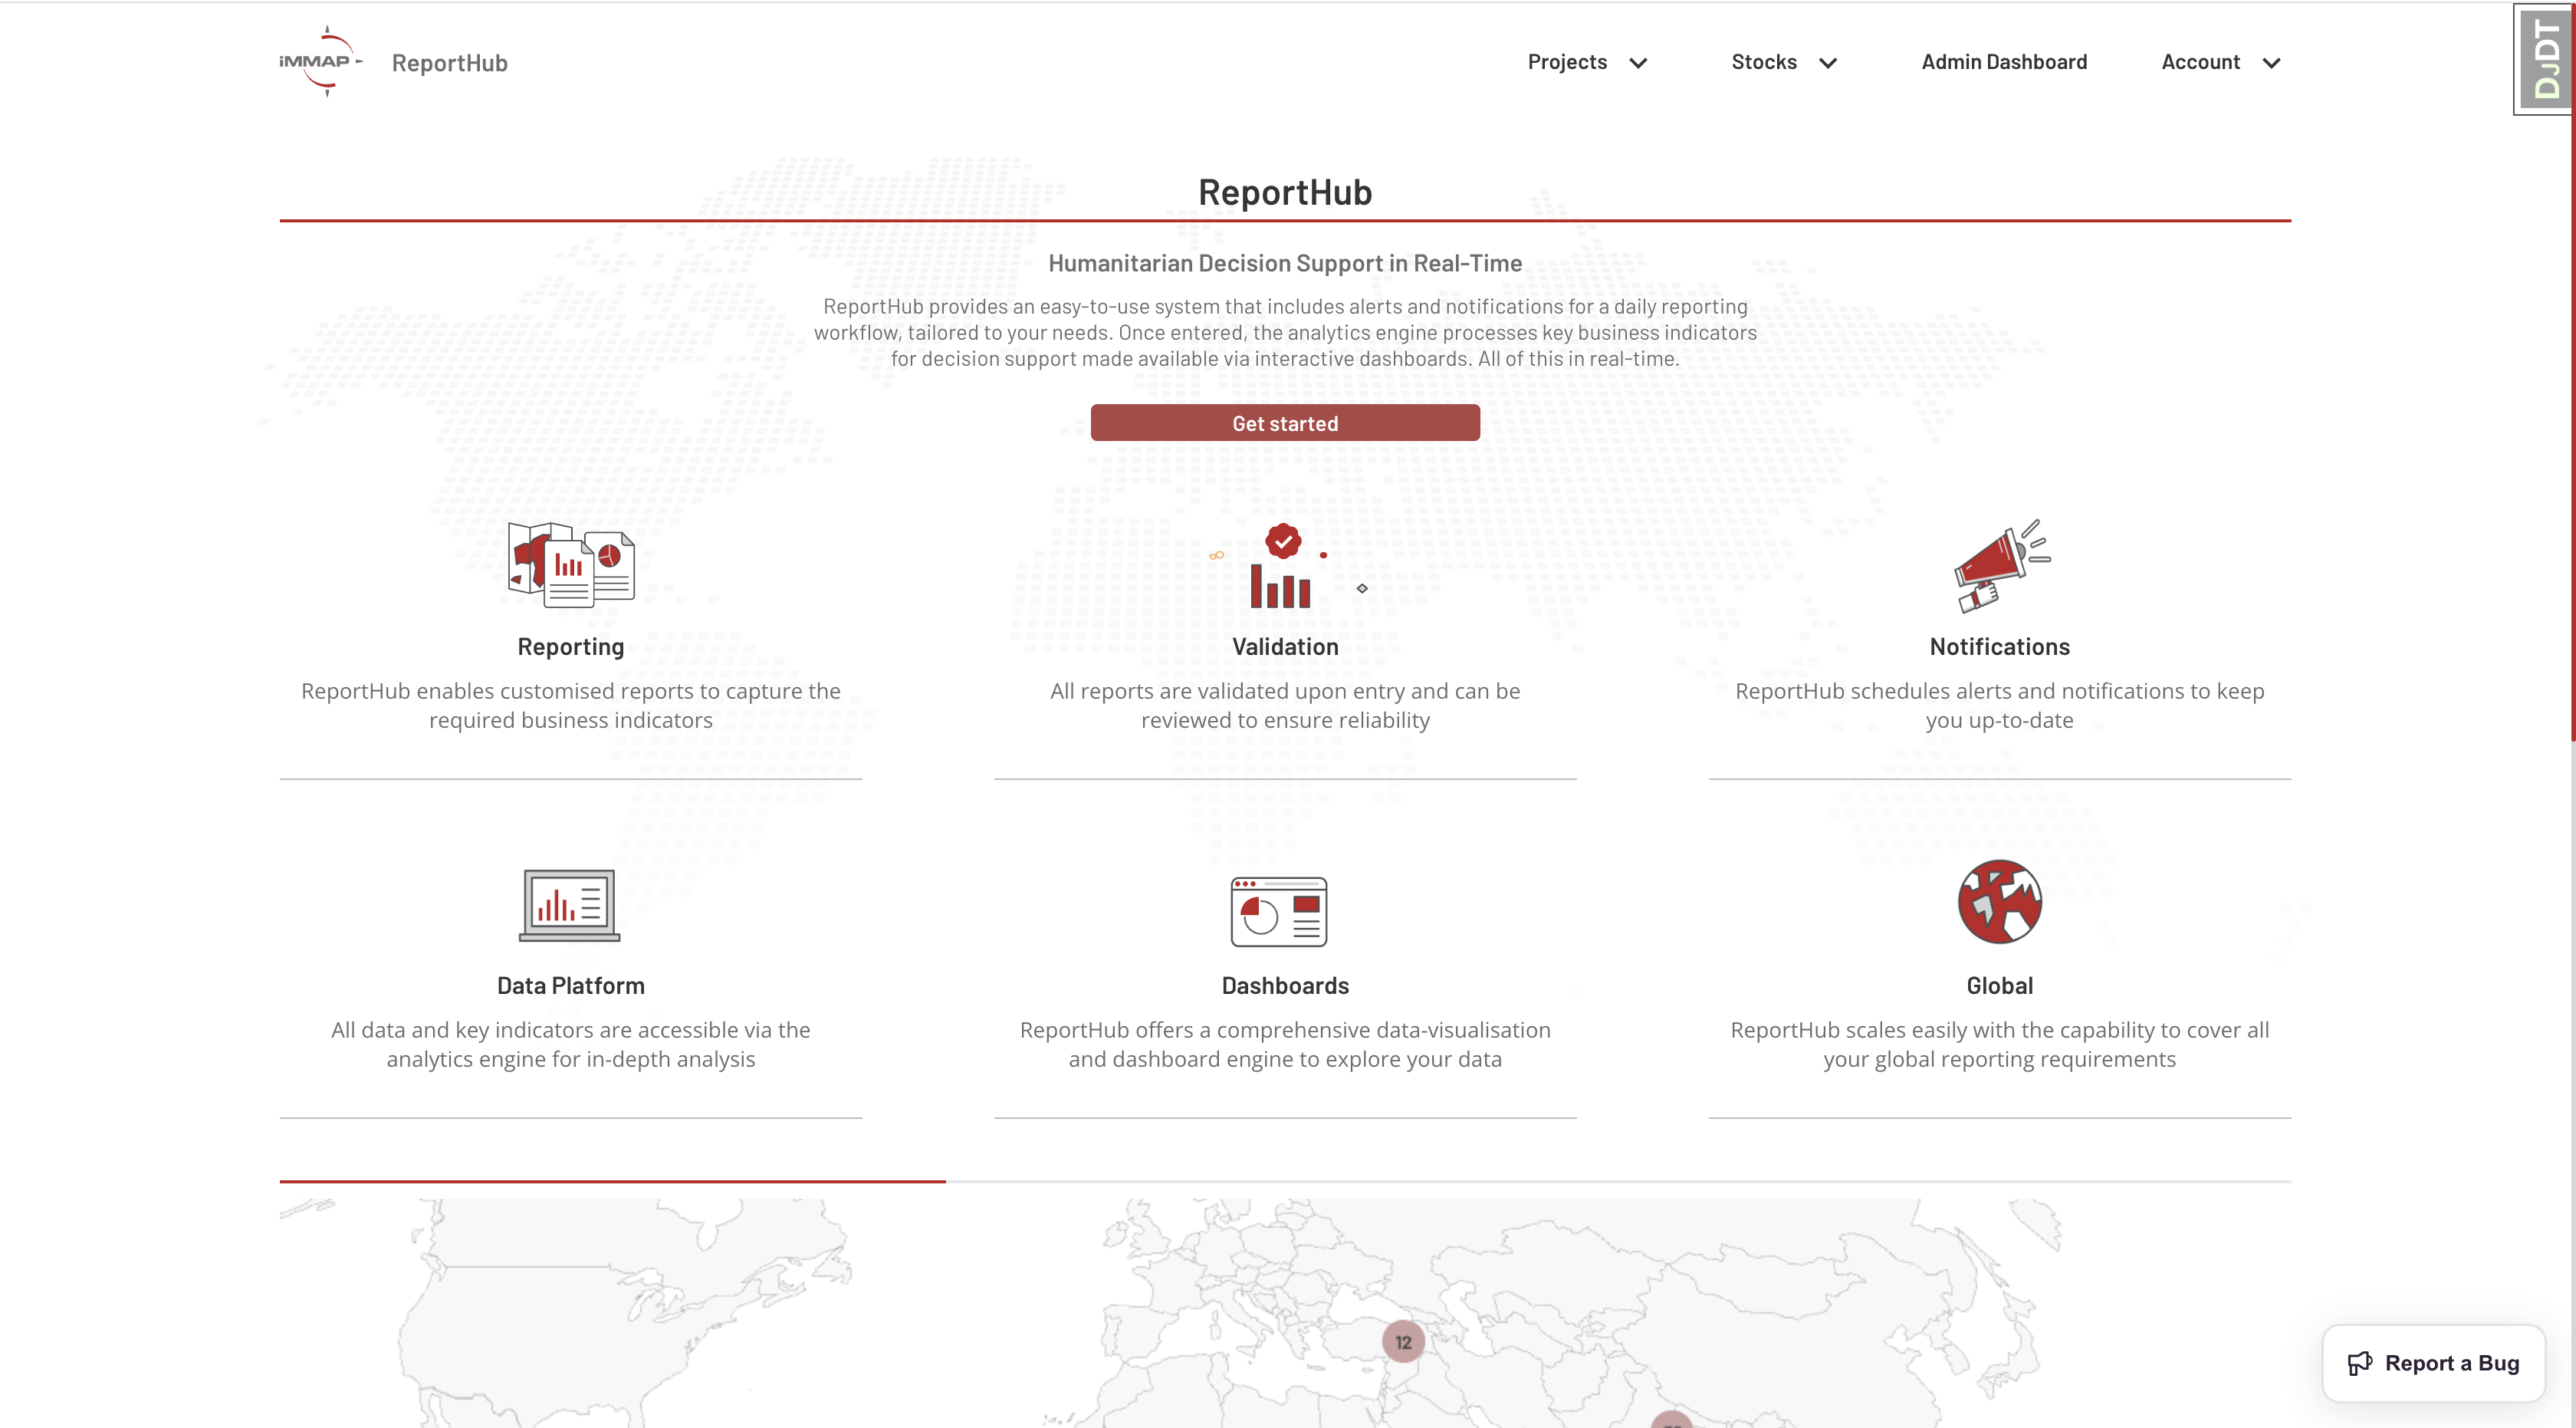 iMMAP
ReportHub
Projects
Stocks
Admin Dashboard
Account
DJDT
ReportHub
Humanitarian Decision Support in Real-Time
ReportHub provides an easy-to-use system that includes alerts and notifications for a daily reporting
workflow, tailored to your needs. Once entered, the analytics engine processes key business indicators
for decision support made available via interactive dashboards. All of this in real-time.
Get started
Reporting
ReportHub enables customised reports to capture the
required business indicators
Validation
All reports are validated upon entry and can be
reviewed to ensure reliability
Notifications
ReportHub schedules alerts and notifications to keep
you up-to-date
Data Platform
All data and key indicators are accessible via the
analytics engine for in-depth analysis
Dashboards
ReportHub offers a comprehensive data-visualisation
and dashboard engine to explore your data
Global
ReportHub scales easily with the capability to cover all
your global reporting requirements
12
Report a Bug